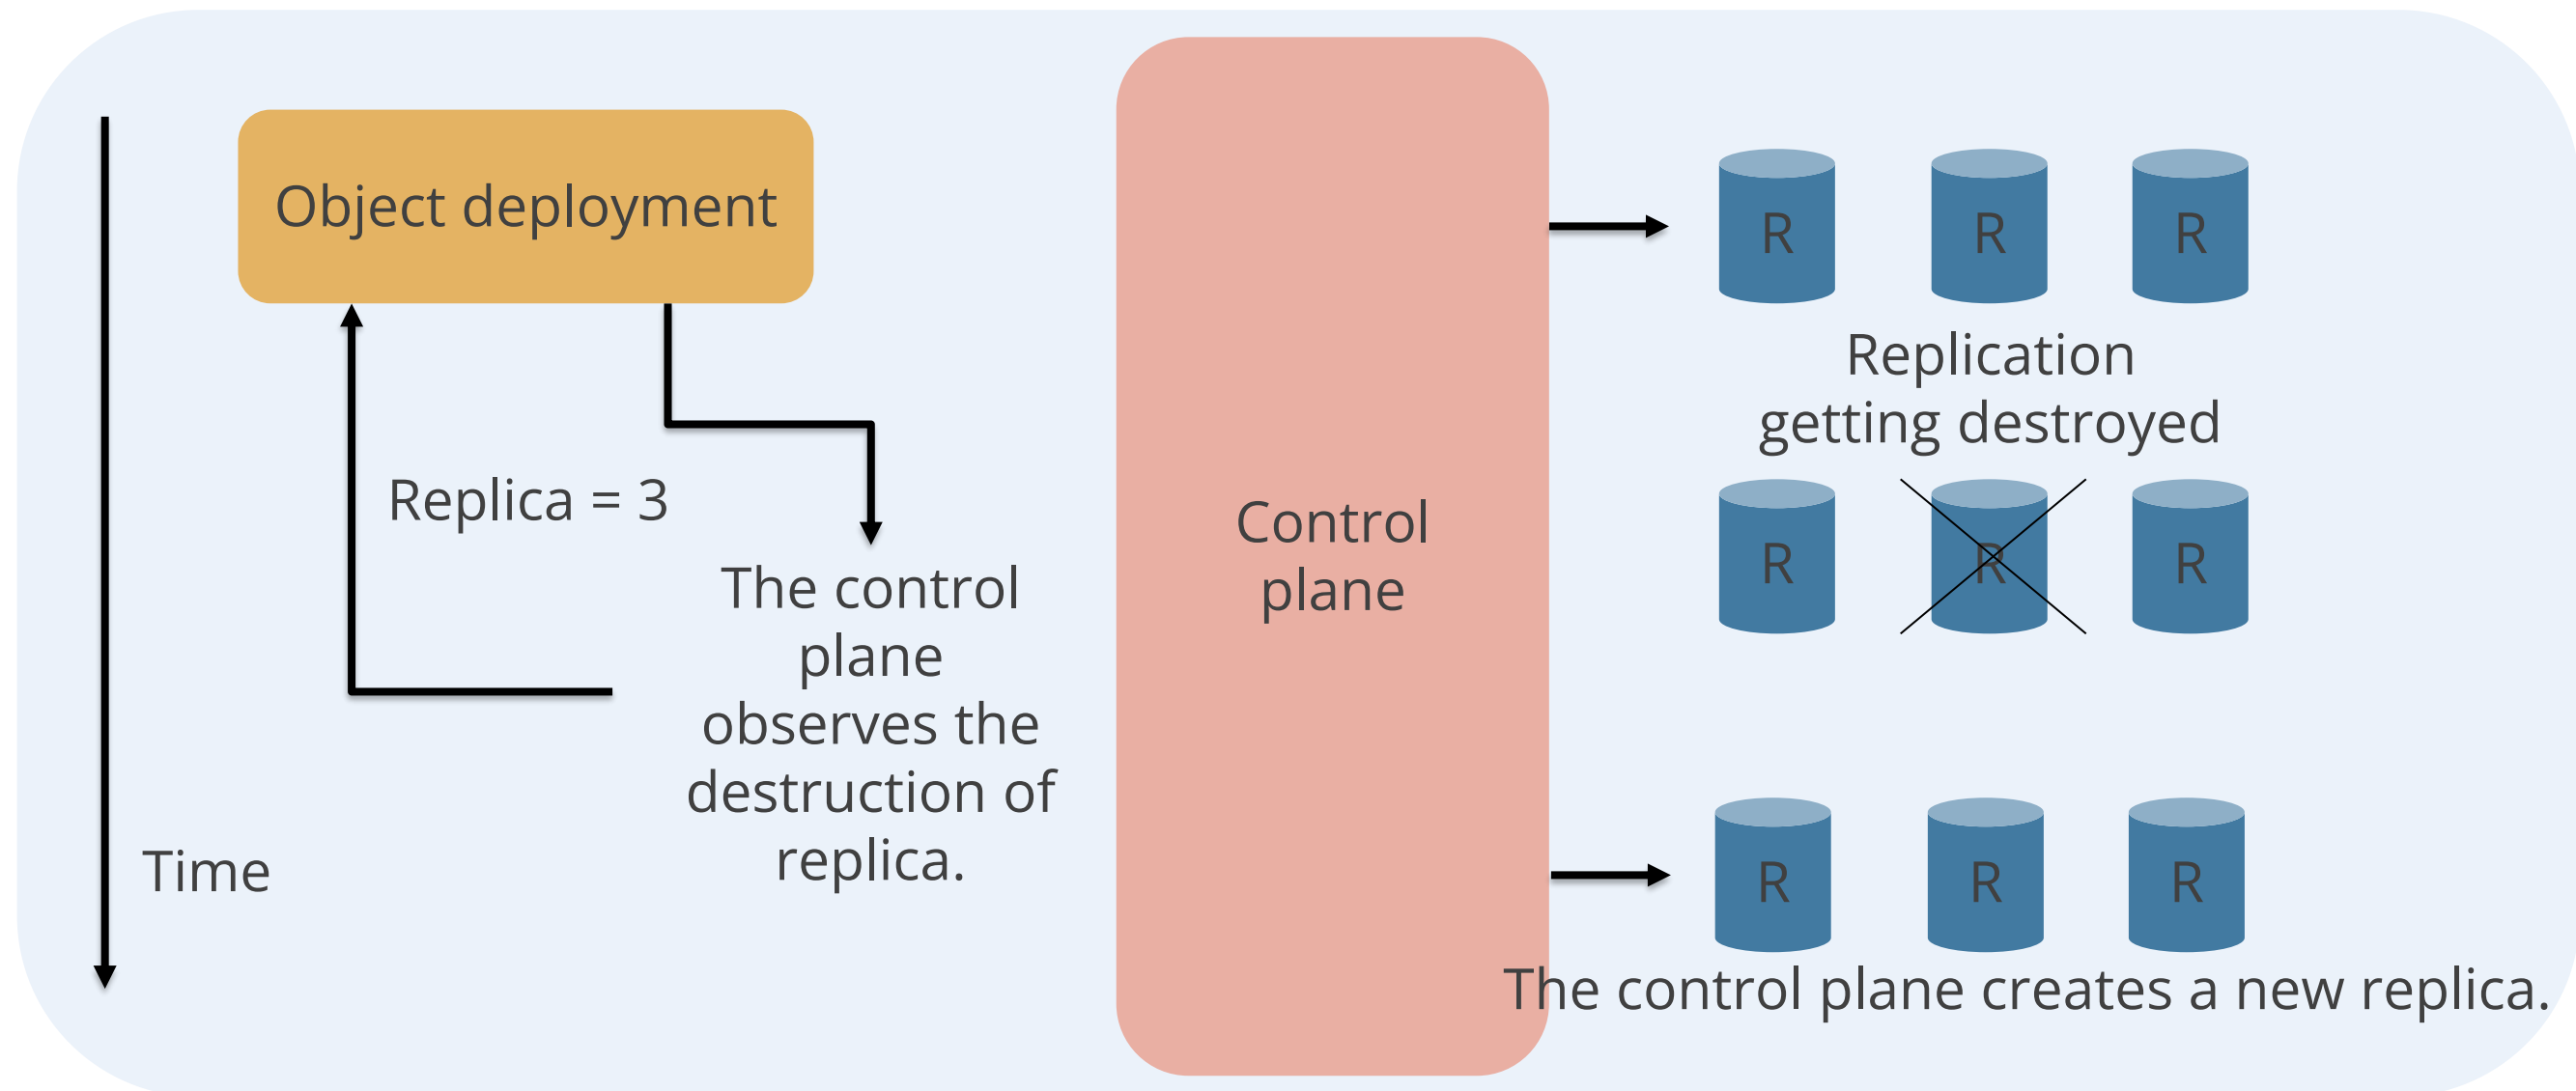 Object deployment
Replica = 3
The control
plane
observes the
destruction of
replica.
Time
Control
plane
R R R
Replication
getting destroyed
R R R
R R R
The control plane creates a new replica.